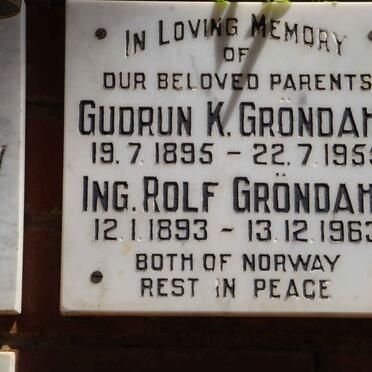 IN LOVING MEMORY
OF
OUR BELOVED PARENTS
GUDRUN K. GRÖNDAH
19.7.1895 - 22.7.195
ING. ROLF GRÖNDAH
12.1.1893 - 13.12.1963
BOTH OF NORWAY
REST IN PEACE